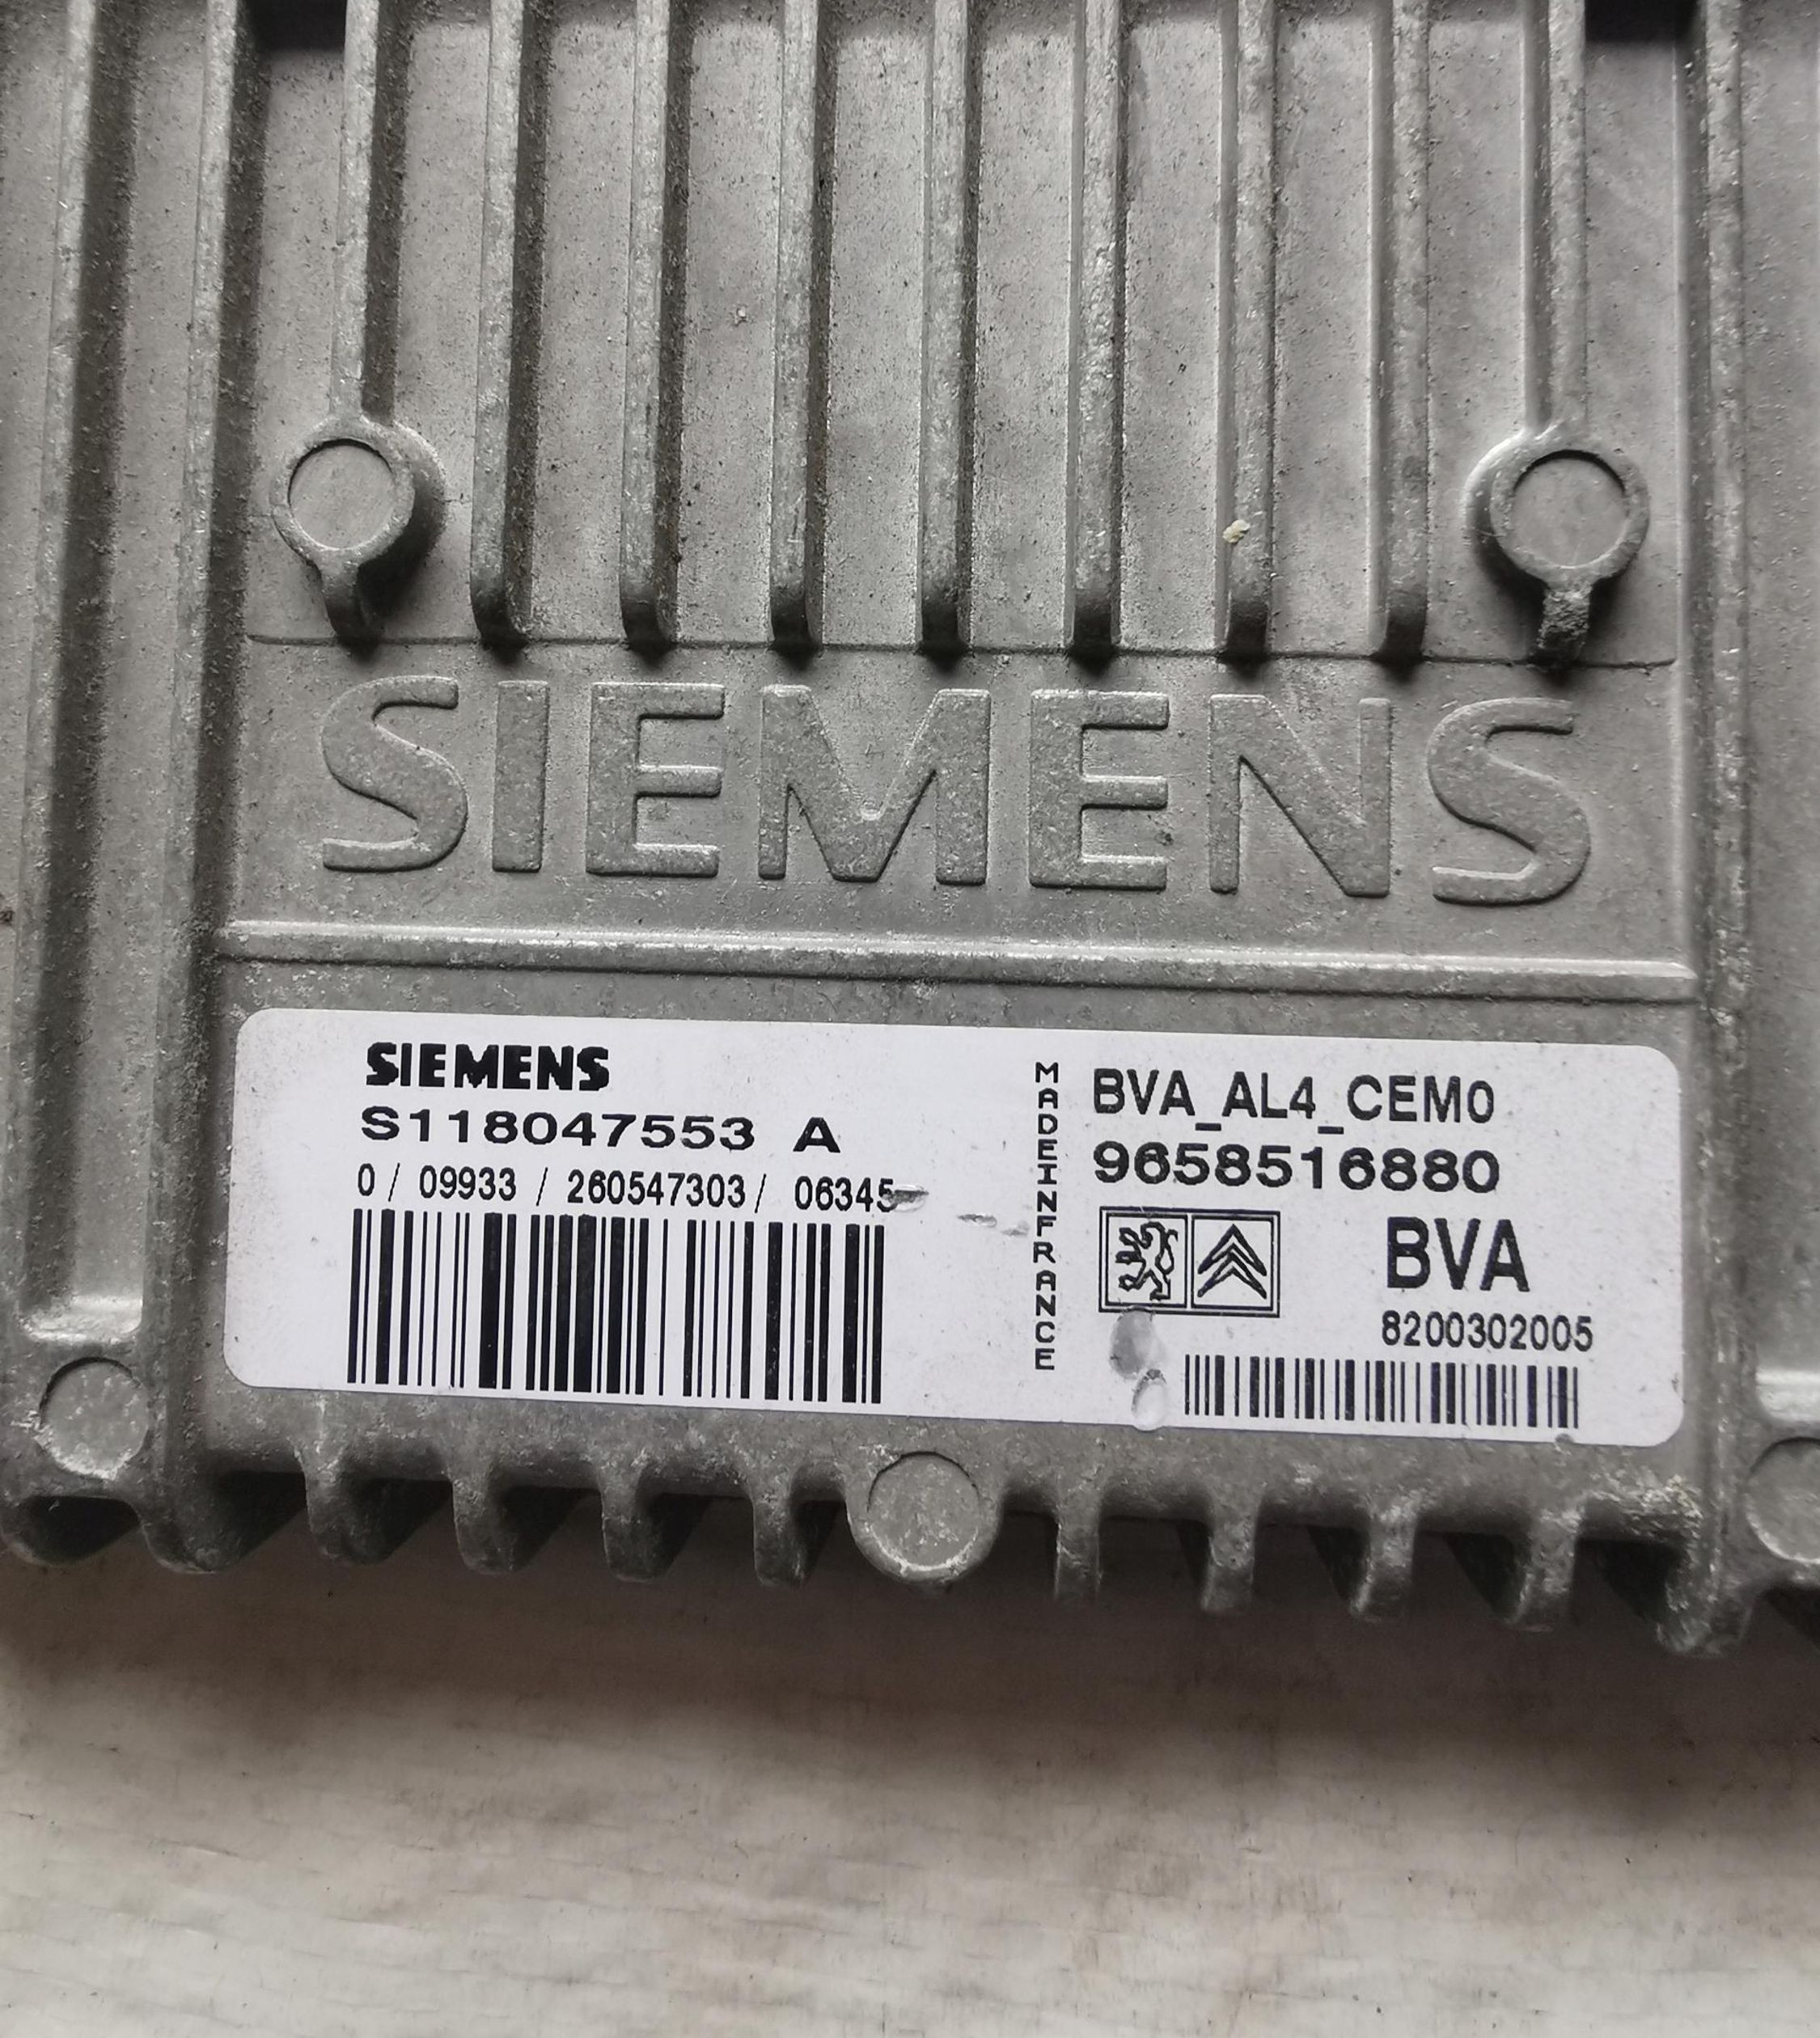 SIEMENS
SIEMENS
S118047553 A
0/ 09933 / 260547303/ 06345
MADEINFRANCE
BVA_AL4_CEM0
9658516880
BVA
8200302005